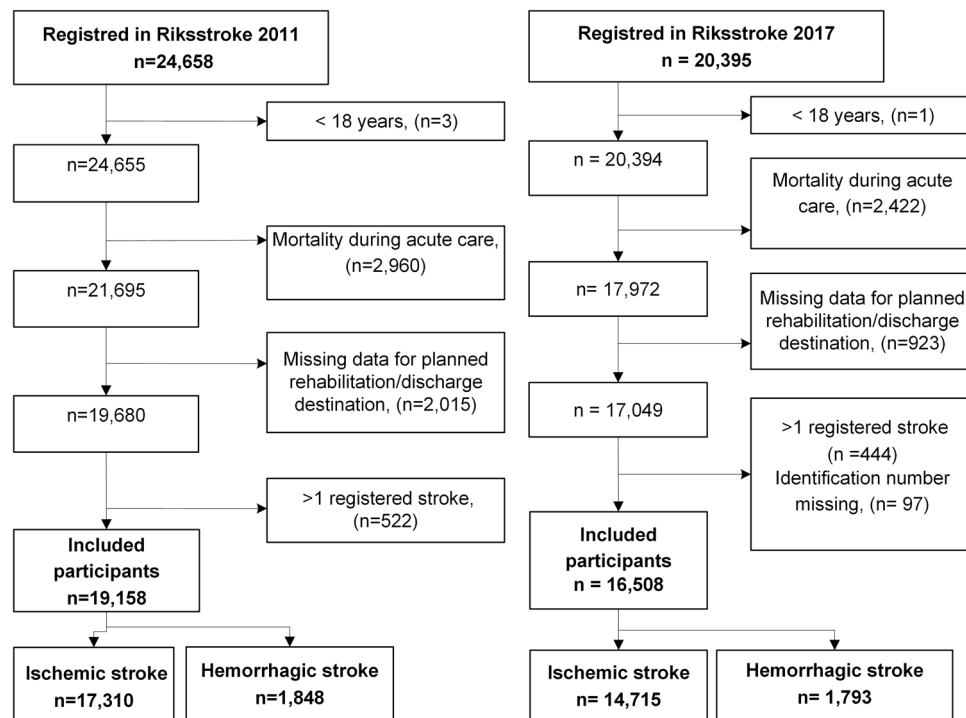 Registred in Riksstroke 2011
n=24,658
< 18 years, (n=3)
n=24,655
Mortality during acute care,
(n=2,960)
n=21,695
Missing data for planned
rehabilitation/discharge
destination, (n=2,015)
n=19,680
>1 registered stroke,
(n=522)
Included
participants
n=19,158
Ischemic stroke
n=17,310
Hemorrhagic stroke
n=1,848
Registred in Riksstroke 2017
n = 20,395
< 18 years, (n=1)
n = 20,394
Mortality during acute
care, (n=2,422)
n= 17,972
Missing data for planned
rehabilitation/discharge
destination, (n=923)
n = 17,049
>1 registered stroke
(n =444)
Identification number
missing, (n= 97)
Included
participants
n = 16,508
Ischemic stroke
n= 14,715
Hemorrhagic stroke
n= 1,793